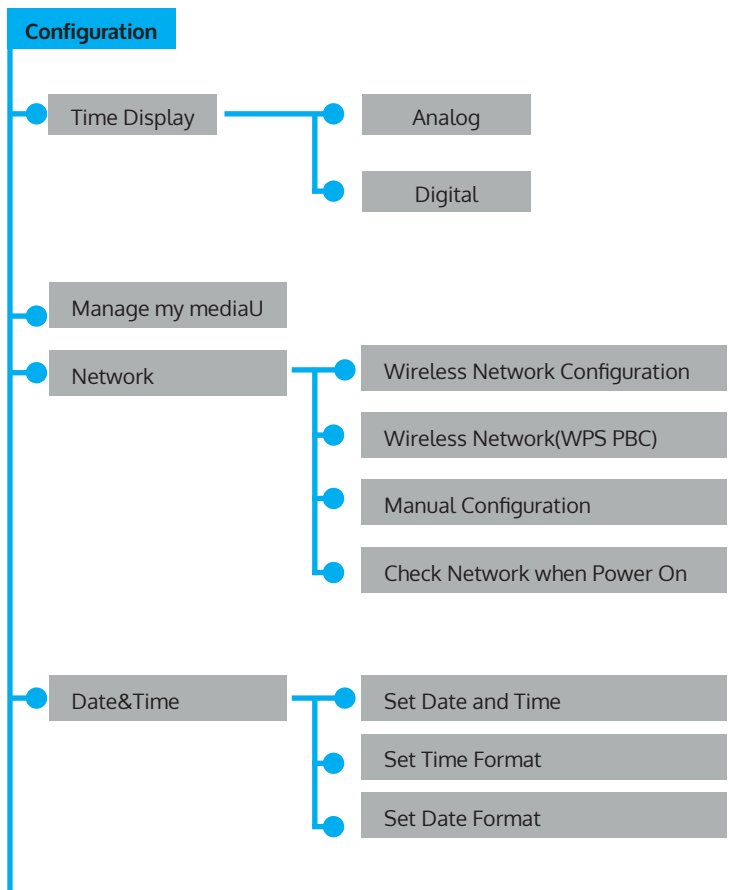 Configuration
Time Display
Analog
Digital
Manage my mediaU
Network
Wireless Network Configuration
Wireless Network(WPS PBC)
Manual Configuration
Check Network when Power On
Date&Time
Set Date and Time
Set Time Format
Set Date Format